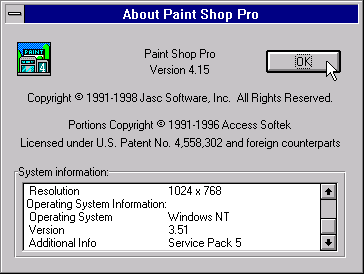 About Paint Shop Pro
PAINT
4
Paint Shop Pro
Version 4.15
OK
Copyright © 1991-1998 Jasc Software, Inc. All Rights Reserved.
Portions Copyright © 1991-1996 Access Softek
Licensed under U.S. Patent No. 4,558,302 and foreign counterparts
System information:
Resolution 1024 x 768
Operating System Information:
Operating System Windows NT
Version 3.51
Additional Info Service Pack 5